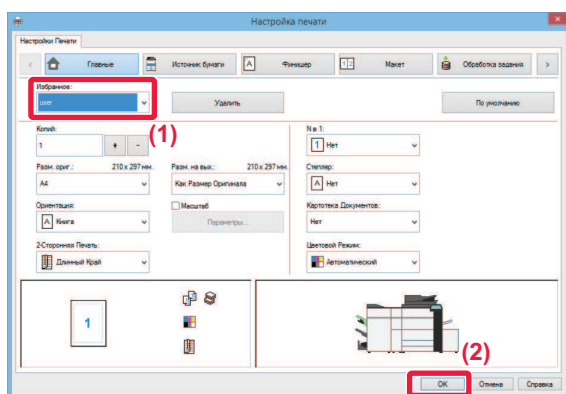 Настройка печати
Настройки Печати
Главные
Источник бумаги
Финишер
Макет
Обработка задания
Избранное:
user
Удалить
По умолчанию
(1)
Копий:
1
+ -
N в 1:
1 Нет
Разм. ориг.: 210 x 297 мм.
A4
Разм. на вых.: 210 x 297 мм.
Как Размер Оригинала
Степлер:
A Нет
Ориентация:
A Книга
Масштаб
Параметры...
Картотека Документов:
Нет
2-Сторонняя Печать:
Длинный Край
Цветовой Режим:
Автоматический
1
(2)
OK Отмена Справка